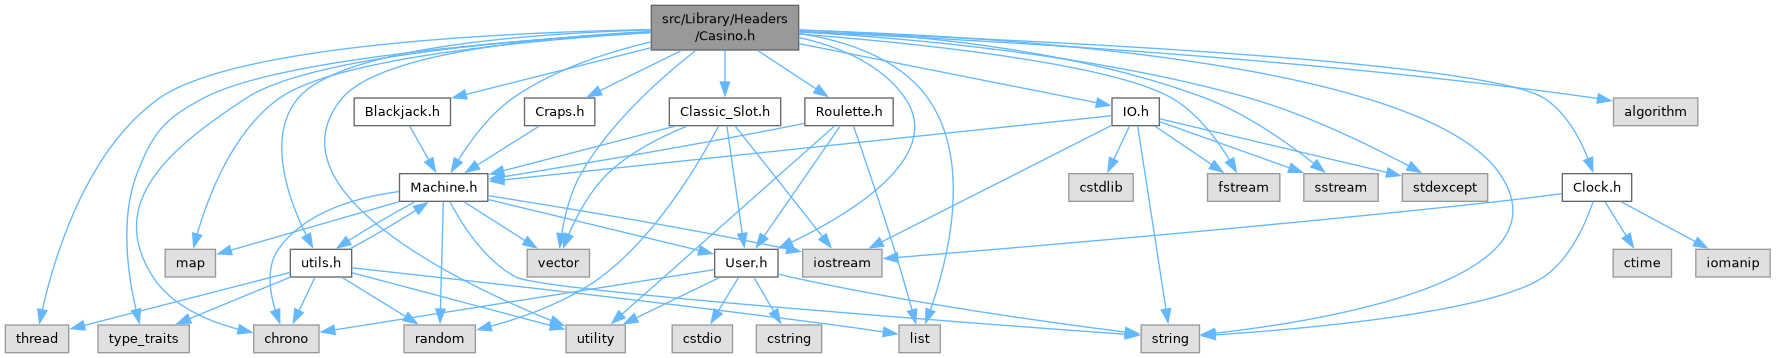 src/Library/Headers
/Casino.h
Blackjack.h
Craps.h
Classic_Slot.h
Roulette.h
IO.h
algorithm
Machine.h
cstdlib
fstream
sstream
stdexcept
Clock.h
map
utils.h
vector
User.h
iostream
ctime
iomanip
thread
type_traits
chrono
random
utility
cstdio
cstring
list
string